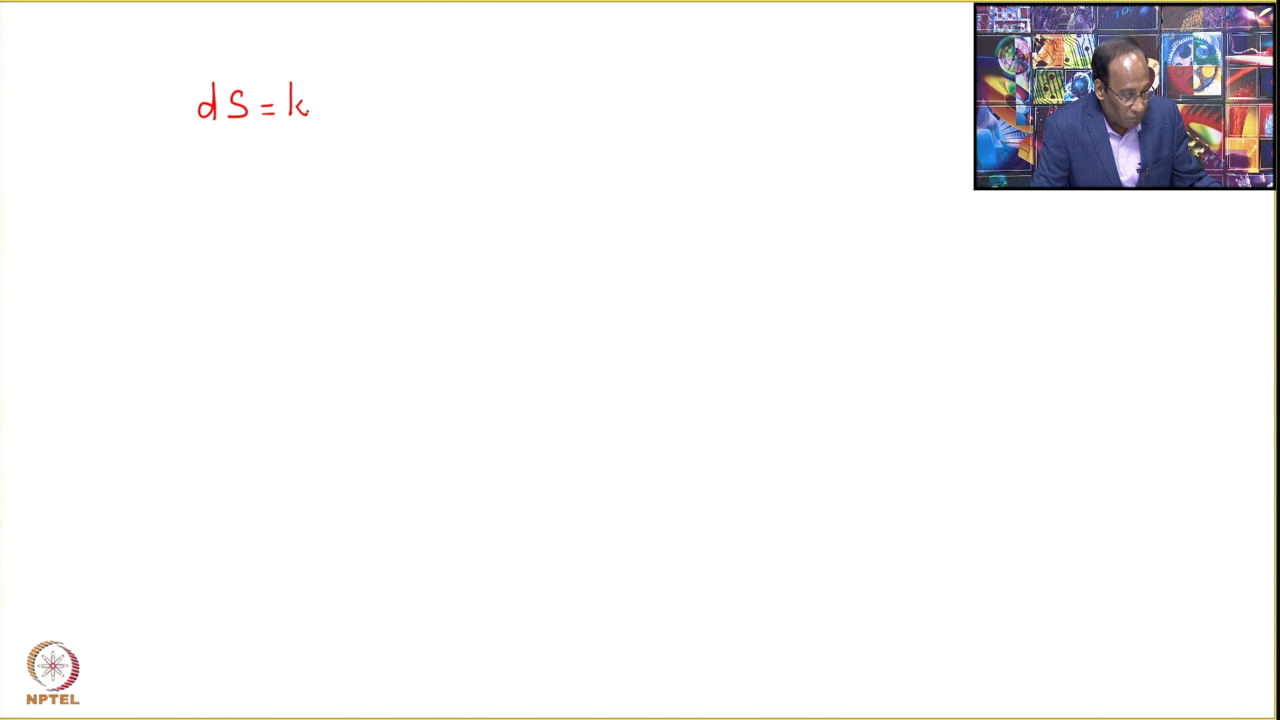 dS = k
NPTEL